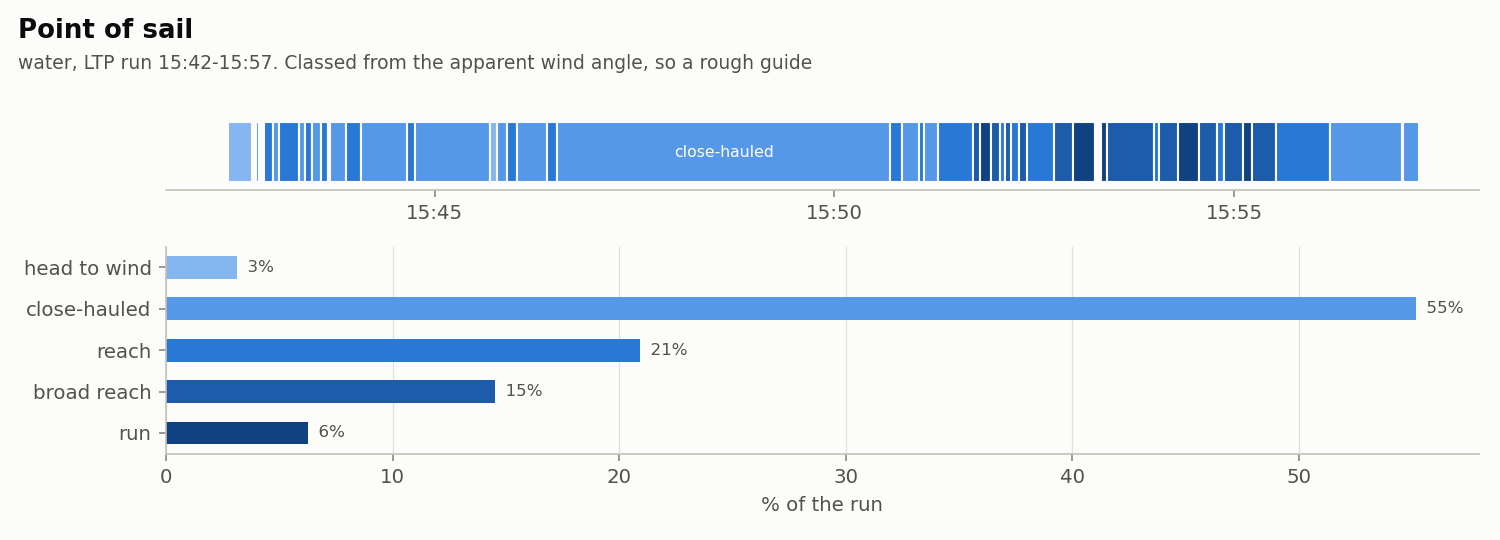 Point of sail
water, LTP run 15:42-15:57. Classed from the apparent wind angle, so a rough guide
close-hauled
15:45 15:50 15:55
head to wind 3%
close-hauled 55%
reach 21%
broad reach 15%
run 6%
0 10 20 30 40 50
% of the run